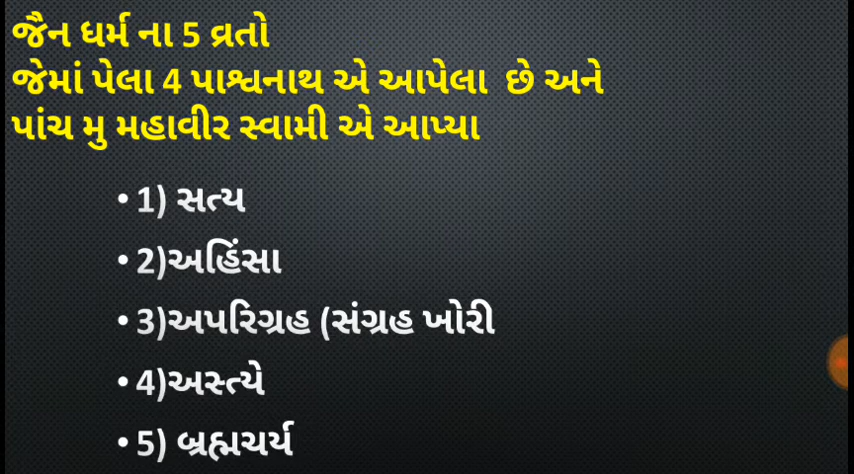 જૈન ધર્મ ના 5 વ્રતો
જેમાં પેલા 4 પાશ્વનાથ એ આપેલા છે અને
પાંચ મુ મહાવીર સ્વામી એ આપ્યા
• 1) સત્ય
• 2)અહિંસા
• 3)અપરિગ્રહ (સંગ્રહ ખોરી
• 4)અસ્ત્યે
• 5) બ્રહ્મચર્ય